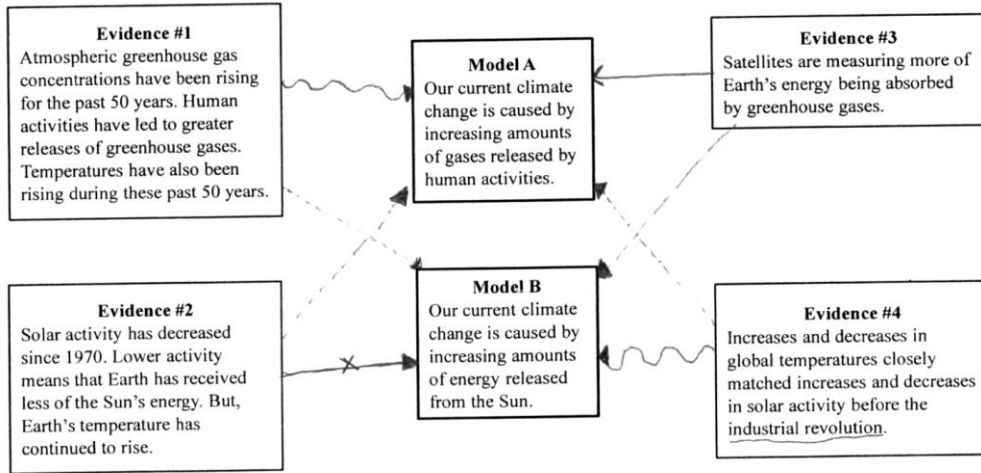 Evidence #1
Atmospheric greenhouse gas
concentrations have been rising
for the past 50 years. Human
activities have led to greater
releases of greenhouse gases.
Temperatures have also been
rising during these past 50 years.
Model A
Our current climate
change is caused by
increasing amounts
of gases released by
human activities.
Evidence #3
Satellites are measuring more of
Earth's energy being absorbed
by greenhouse gases.
Evidence #2
Solar activity has decreased
since 1970. Lower activity
means that Earth has received
less of the Sun's energy. But,
Earth's temperature has
continued to rise.
Model B
Our current climate
change is caused by
increasing amounts
of energy released
from the Sun.
Evidence #4
Increases and decreases in
global temperatures closely
matched increases and decreases
in solar activity before the
industrial revolution.